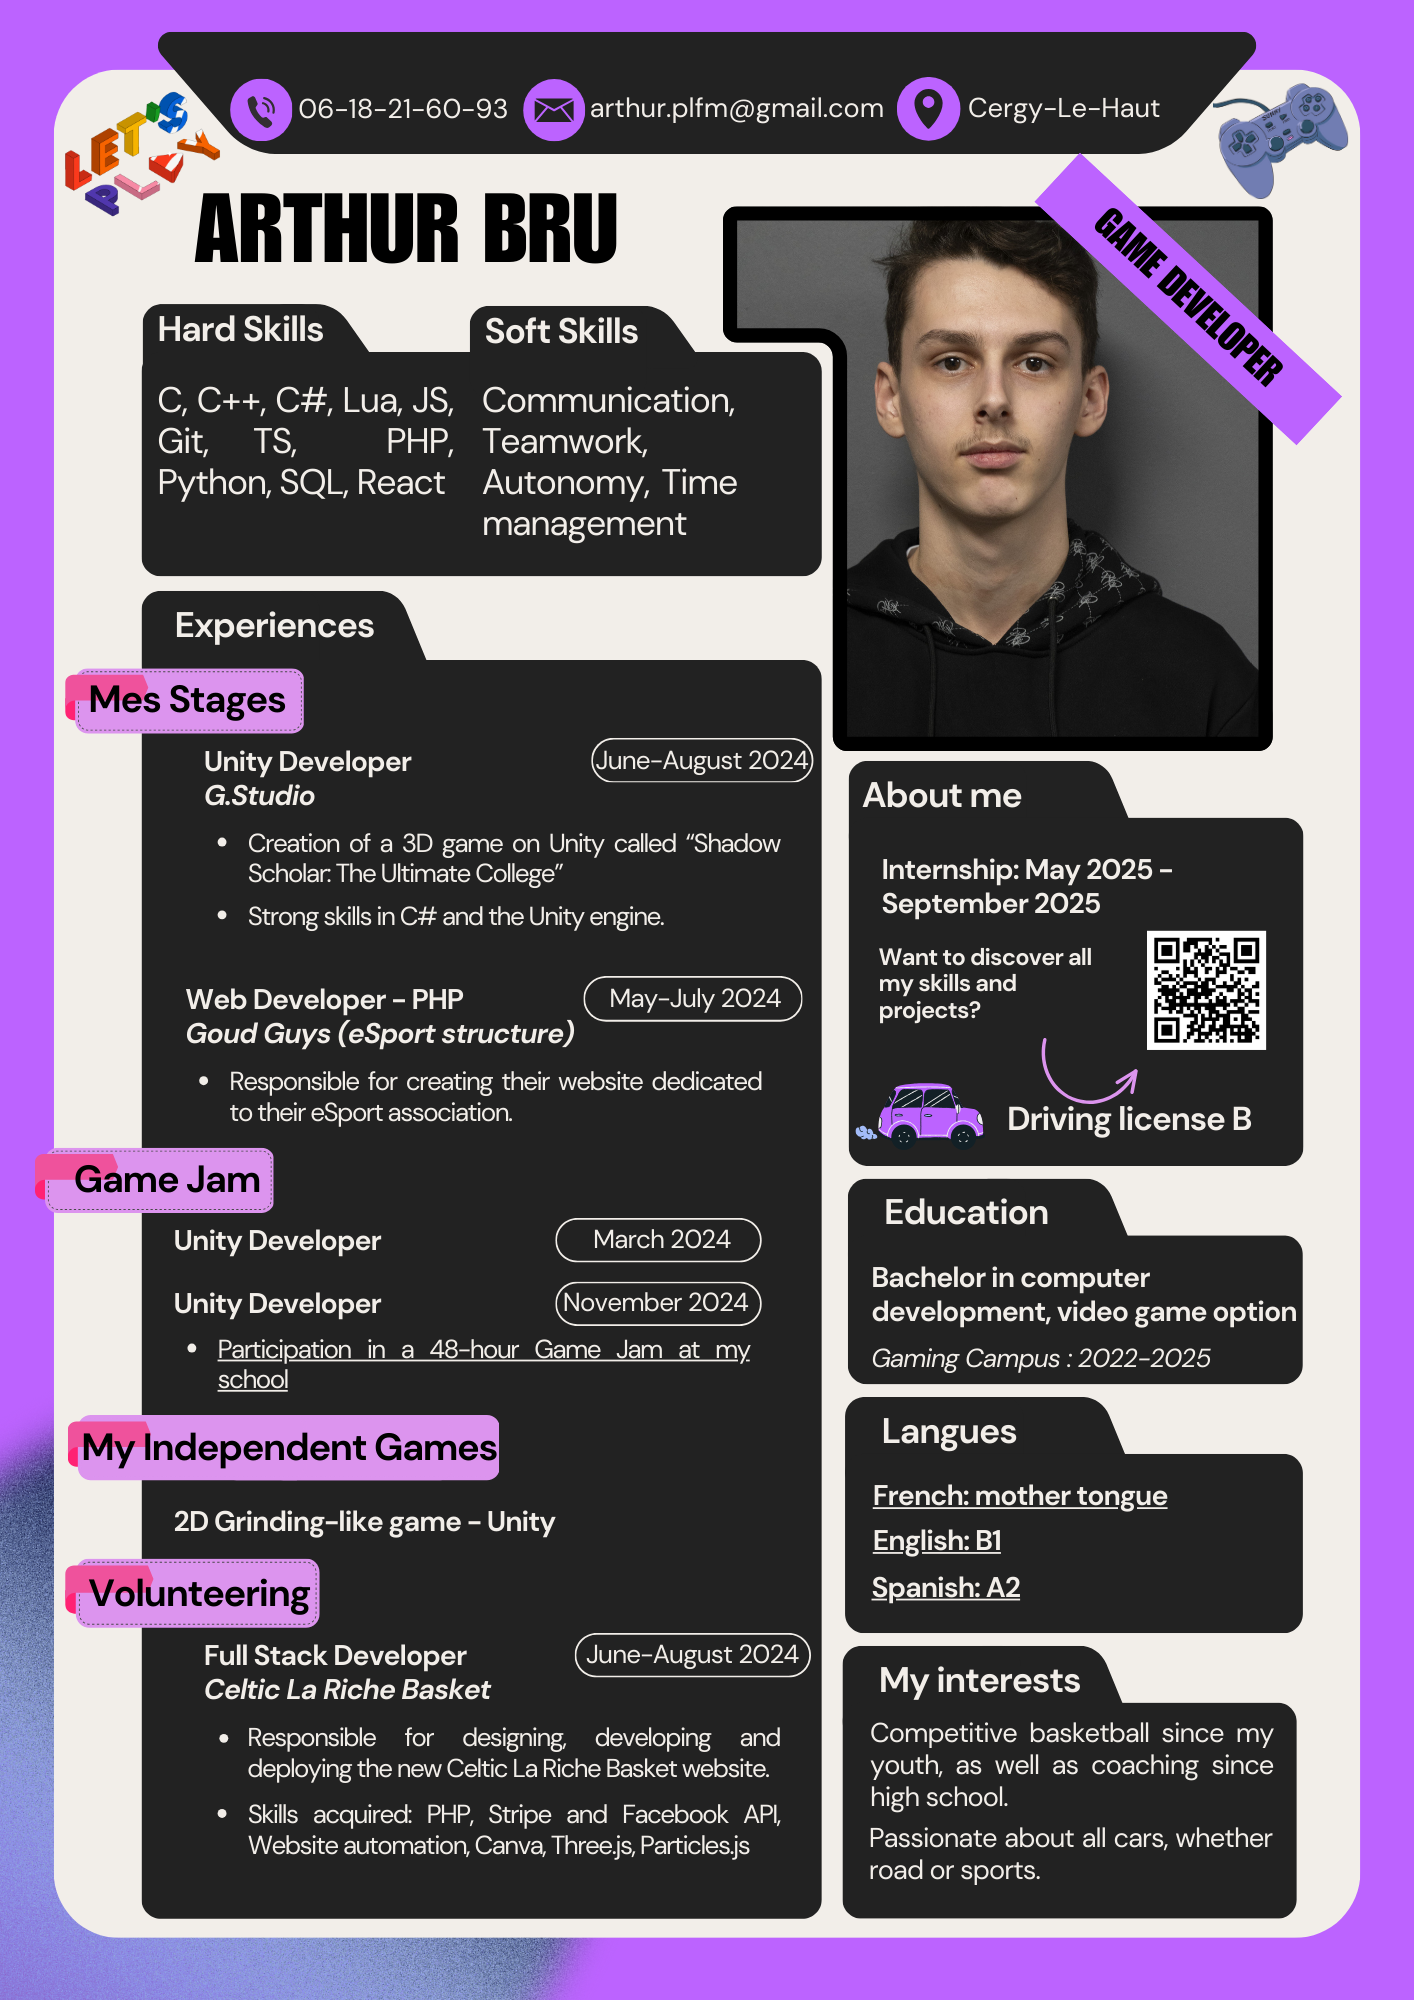 06-18-21-60-93
arthur.plfm@gmail.com
Cergy-Le-Haut
LET'S
PLAY
ARTHUR BRU
GAME DEVELOPER
Hard Skills
C, C++, C#, Lua, JS,
Git, TS, PHP,
Python, SQL, React
Soft Skills
Communication,
Teamwork,
Autonomy, Time
management
Experiences
Mes Stages
Unity Developer
June-August 2024
G.Studio
Creation of a 3D game on Unity called “Shadow
Scholar: The Ultimate College”
Strong skills in C# and the Unity engine.
Web Developer - PHP
May-July 2024
Goud Guys (eSport structure)
Responsible for creating their website dedicated
to their eSport association.
Game Jam
Unity Developer
March 2024
Unity Developer
November 2024
Participation in a 48-hour Game Jam at my
school
My Independent Games
2D Grinding-like game - Unity
Volunteering
Full Stack Developer
June-August 2024
Celtic La Riche Basket
Responsible for designing, developing and
deploying the new Celtic La Riche Basket website.
Skills acquired: PHP, Stripe and Facebook API,
Website automation, Canva, Three.js, Particles.js
About me
Internship: May 2025 -
September 2025
Want to discover all
my skills and
projects?
Driving license B
Education
Bachelor in computer
development, video game option
Gaming Campus : 2022-2025
Langues
French: mother tongue
English: B1
Spanish: A2
My interests
Competitive basketball since my
youth, as well as coaching since
high school.
Passionate about all cars, whether
road or sports.